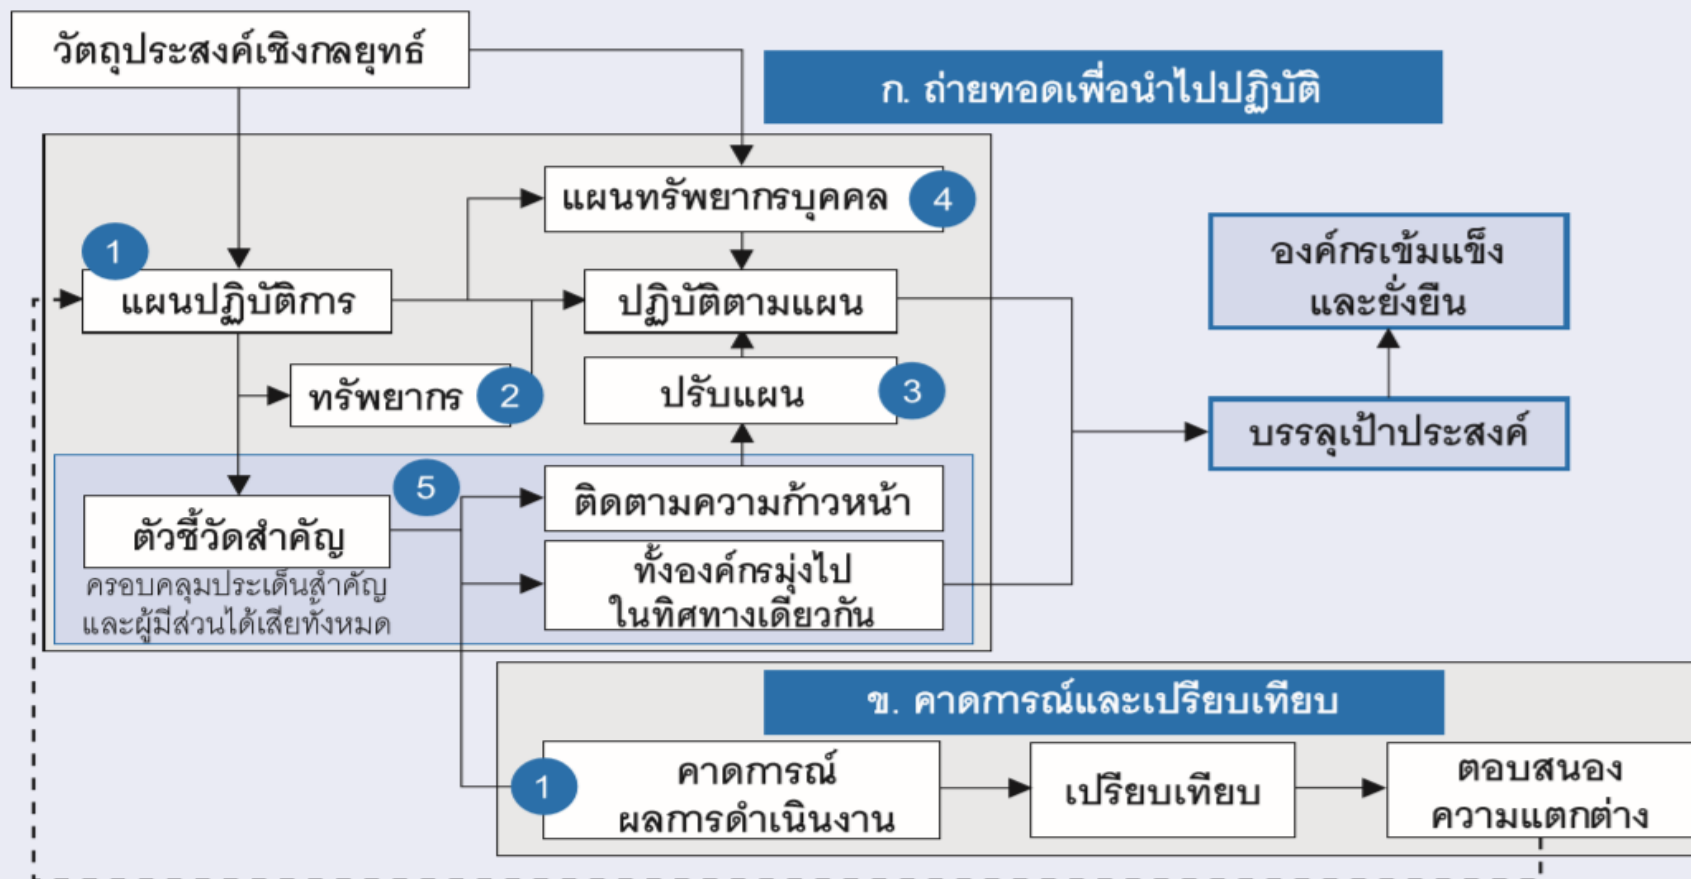 วัตถุประสงค์เชิงกลยุทธ์
ก. ถ่ายทอดเพื่อนำไปปฏิบัติ
แผนทรัพยากรบุคคล
4
1
แผนปฏิบัติการ
ปฏิบัติตามแผน
องค์กรเข้มแข็ง
และยั่งยืน
ทรัพยากร
2
ปรับแผน
3
บรรลุเป้าประสงค์
5
ตัวชี้วัดสำคัญ
ครอบคลุมประเด็นสำคัญ
และผู้มีส่วนได้เสียทั้งหมด
ติดตามความก้าวหน้า
ทั้งองค์กรมุ่งไป
ในทิศทางเดียวกัน
ข. คาดการณ์และเปรียบเทียบ
1
คาดการณ์
ผลการดำเนินงาน
เปรียบเทียบ
ตอบสนอง
ความแตกต่าง